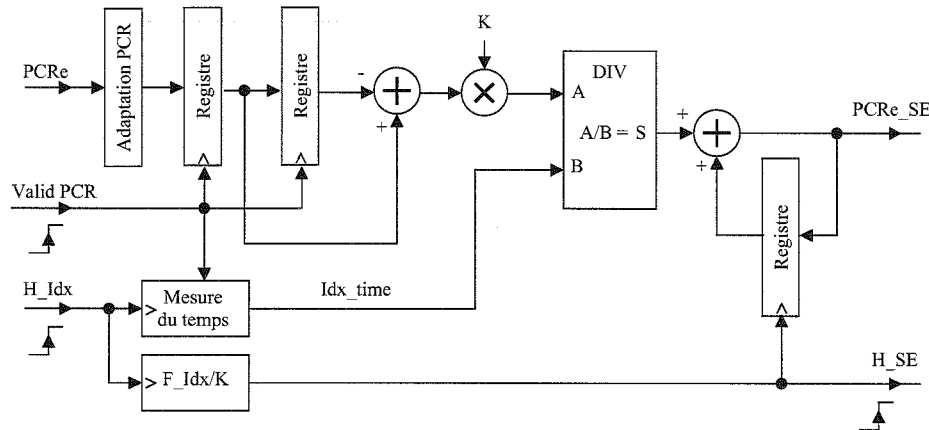 K
PCRe
Adaptation PCR
Registre
Registre
-
+
DIV
A
A/B = S
B
+
+
PCRe_SE
Valid PCR
Registre
H_Idx
Mesure
du temps
Idx_time
F_Idx/K
H_SE